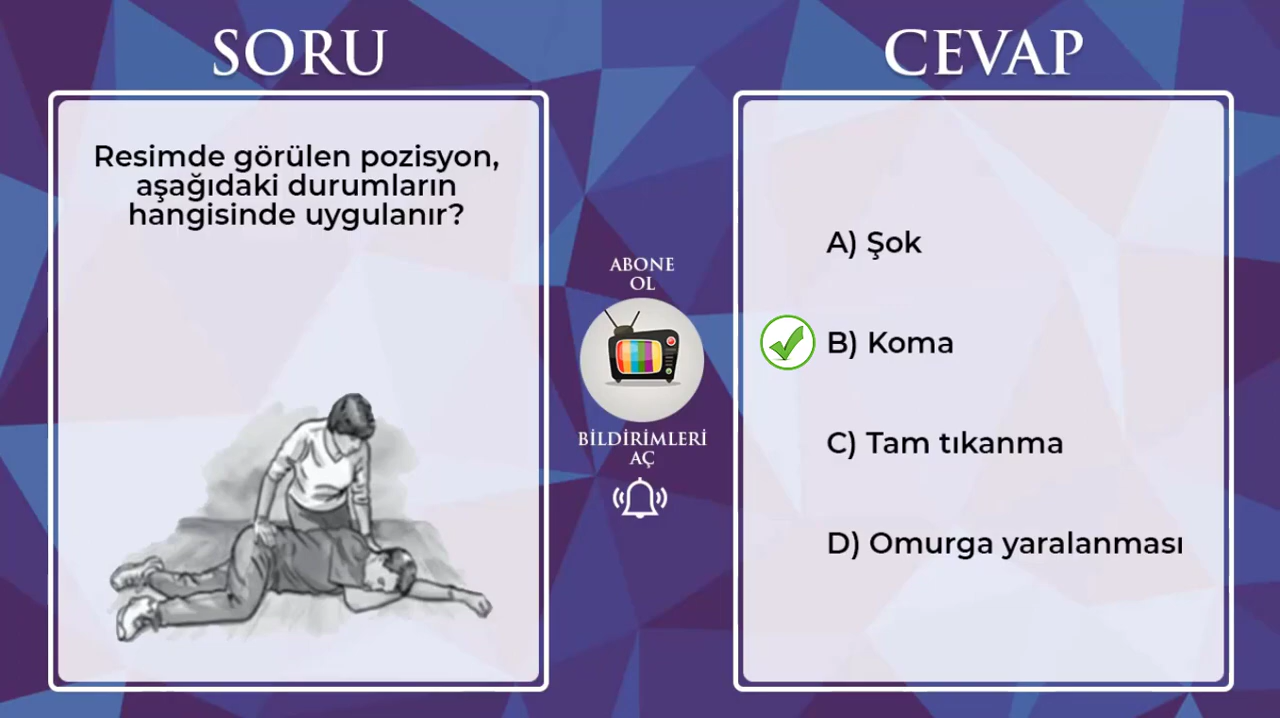 SORU
Resimde görülen pozisyon,
aşağıdaki durumların
hangisinde uygulanır?
ABONE
OL
BİLDİRİMLERİ
AÇ
CEVAP
A) Şok
B) Koma
C) Tam tıkanma
D) Omurga yaralanması